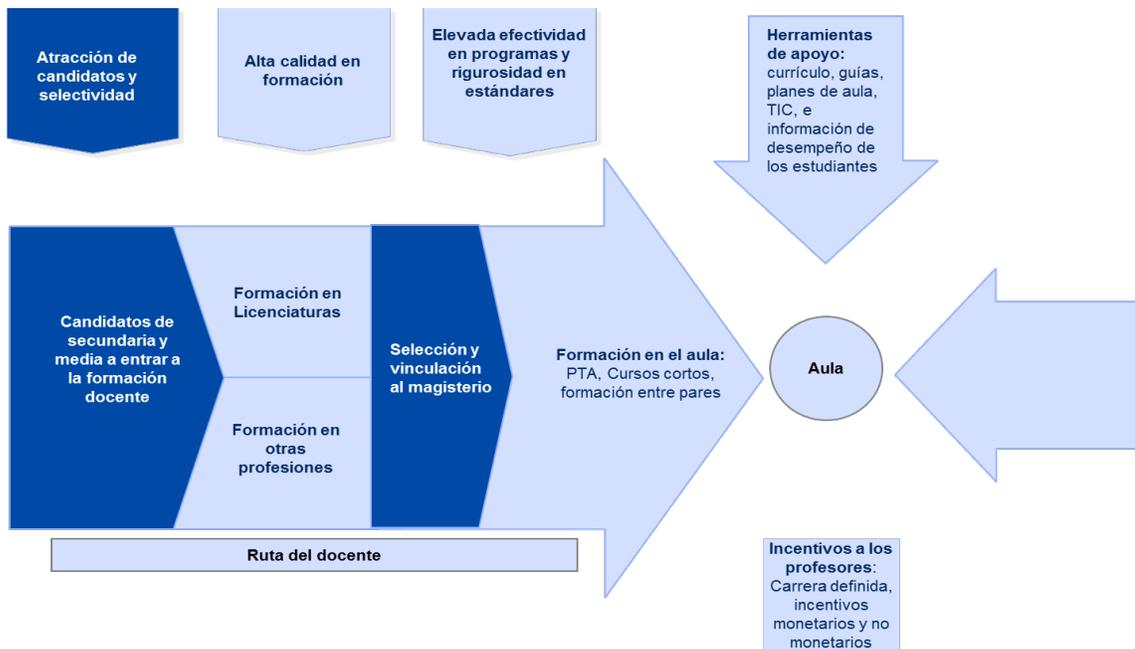 Atracción de
candidatos y
selectividad
Alta calidad en
formación
Elevada efectividad
en programas y
rigurosidad en
estándares
Herramientas
de apoyo:
currículo, guías,
planes de aula,
TIC, e
información de
desempeño de
los estudiantes
Candidatos de
secundaria y
media a entrar a
la formación
docente
Formación en
Licenciaturas
Formación en
otras
profesiones
Selección y
vinculación
al magisterio
Formación en el aula:
PTA, Cursos cortos,
formación entre pares
Aula
Ruta del docente
Incentivos a los
profesores:
Carrera definida,
incentivos
monetarios y no
monetarios